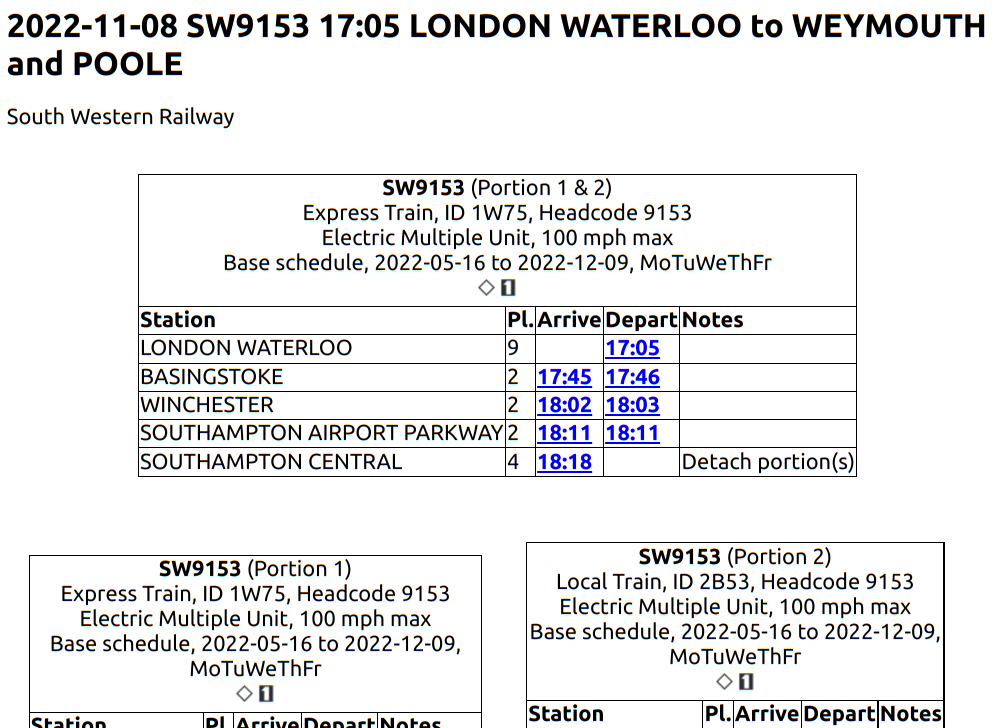 2022-11-08 SW9153 17:05 LONDON WATERLOO to WEYMOUTH
and POOLE
South Western Railway
SW9153 (Portion 1 & 2)
Express Train, ID 1W75, Headcode 9153
Electric Multiple Unit, 100 mph max
Base schedule, 2022-05-16 to 2022-12-09, MoTuWeThFr
◇ 1
Station Pl. Arrive Depart Notes
LONDON WATERLOO 9 17:05
BASINGSTOKE 2 17:45 17:46
WINCHESTER 2 18:02 18:03
SOUTHAMPTON AIRPORT PARKWAY 2 18:11 18:11
SOUTHAMPTON CENTRAL 4 18:18 Detach portion(s)
SW9153 (Portion 1)
Express Train, ID 1W75, Headcode 9153
Electric Multiple Unit, 100 mph max
Base schedule, 2022-05-16 to 2022-12-09,
MoTuWeThFr
◇ 1
Station Pl. Arrive Depart Notes
SW9153 (Portion 2)
Local Train, ID 2B53, Headcode 9153
Electric Multiple Unit, 100 mph max
Base schedule, 2022-05-16 to 2022-12-09,
MoTuWeThFr
◇ 1
Station Pl. Arrive Depart Notes